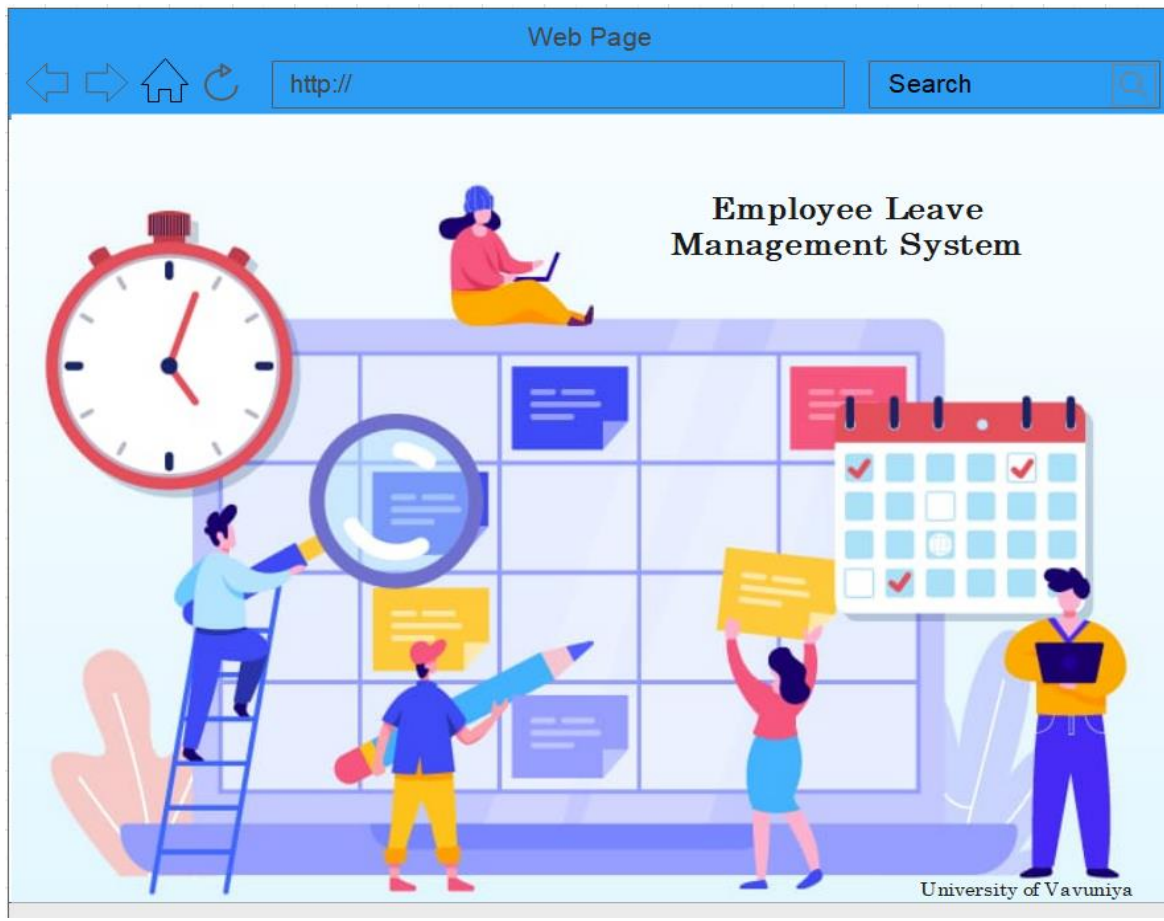 Web Page
http://
Search
Employee Leave
Management System
University of Vavuniya